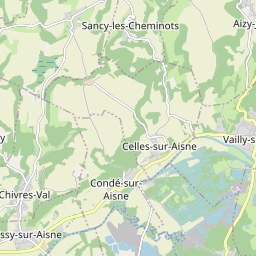 Sancy-les-Cheminots
Aizy-
Celles-sur-Aisne
Vailly-s
y
Condé-sur-
Aisne
Chivres-Val
ssy-sur-Aisne